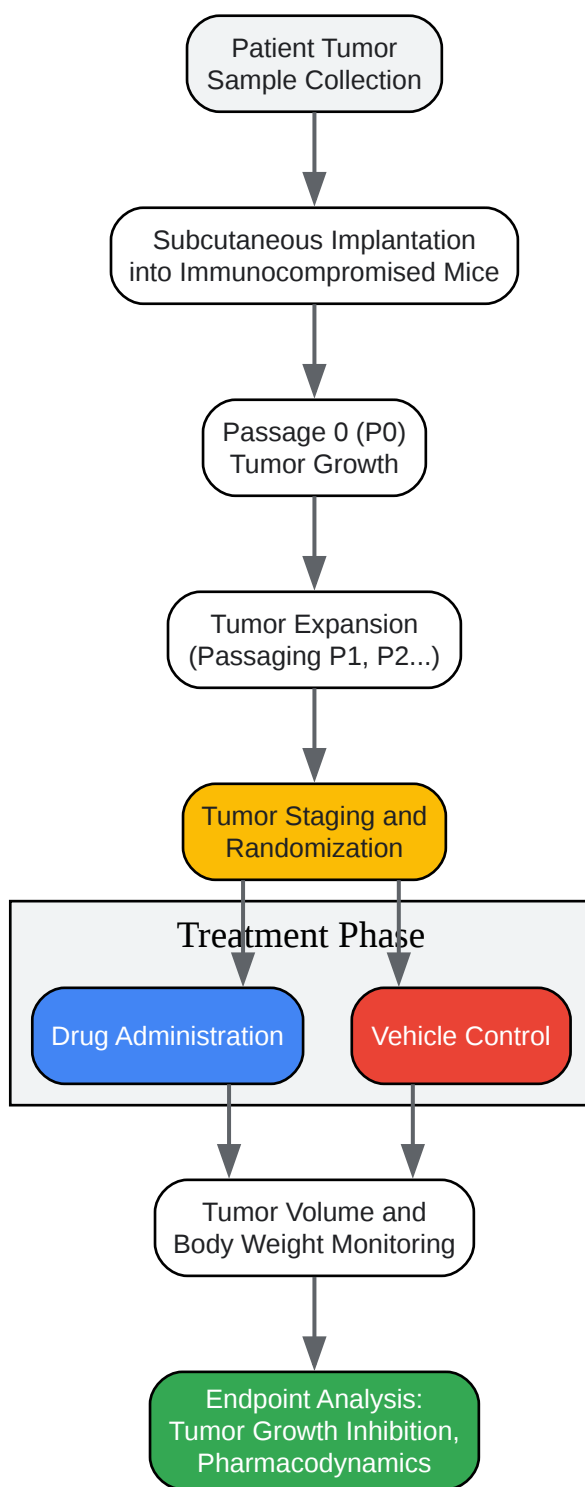 Patient Tumor
Sample Collection
Subcutaneous Implantation
into Immunocompromised Mice
Passage 0 (P0)
Tumor Growth
Tumor Expansion
(Passaging P1, P2...)
Tumor Staging and
Randomization
Treatment Phase
Drug Administration
Vehicle Control
Tumor Volume and
Body Weight Monitoring
Endpoint Analysis:
Tumor Growth Inhibition,
Pharmacodynamics